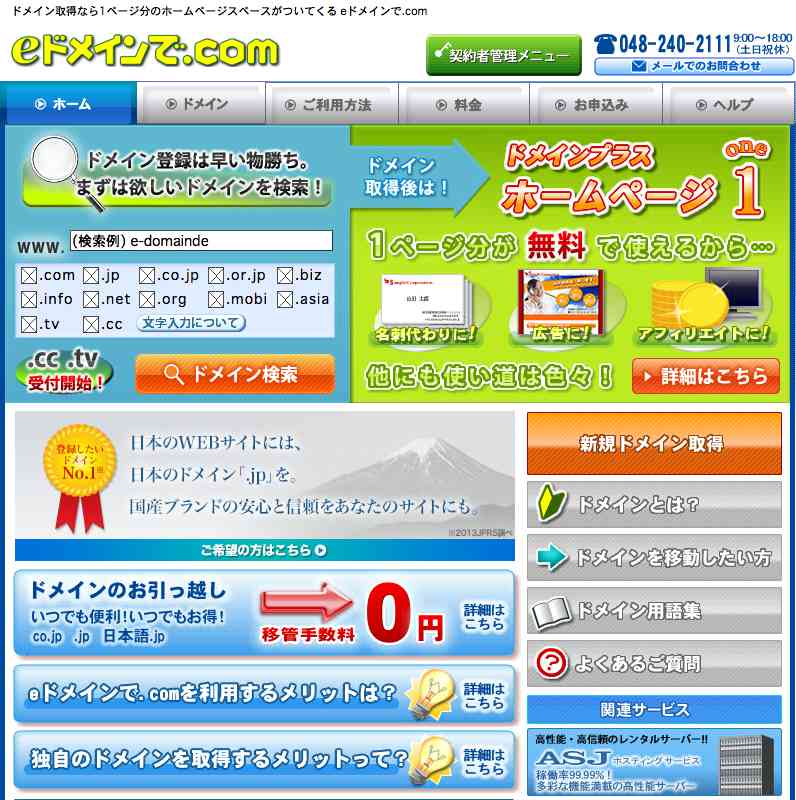 ドメイン取得なら1ページ分のホームページスペースがついてくる eドメインで.com
eドメインで.com
契約者管理メニュー
048-240-2111 9:00〜18:00
(土日祝休)
メールでのお問合わせ
ホーム ドメイン ご利用方法 料金 お申込み ヘルプ
ドメイン登録は早い物勝ち。
まずは欲しいドメインを検索！
www. (検索例) e-domainde
.com .jp .co.jp .or.jp .biz
.info .net .org .mobi .asia
.tv .cc 文字入力について
.cc .tv
受付開始！
ドメイン検索
ドメイン
取得後は！
ドメインプラス
ホームページ
one
1
1ページ分が 無料 で使えるから…
山田 太郎
名刺代わりに！
広告に！
アフィリエイトに！
他にも使い道は色々！
詳細はこちら
登録したい
ドメイン
No.1※
日本のWEBサイトには、
日本のドメイン「.jp」を。
国産ブランドの安心と信頼をあなたのサイトにも。
※2013JPRS調べ
ご希望の方はこちら
ドメインのお引っ越し
いつでも便利！いつでもお得！
co.jp .jp 日本語.jp
移管手数料
0円
詳細は
こちら
eドメインで.comを利用するメリットは？
詳細は
こちら
独自のドメインを取得するメリットって？
詳細は
こちら
新規ドメイン取得
ドメインとは？
ドメインを移動したい方
ドメイン用語集
よくあるご質問
関連サービス
高性能・高信頼のレンタルサーバー!!
ASJ ホスティングサービス
稼働率99.99%！
多彩な機能満載の高性能サーバー